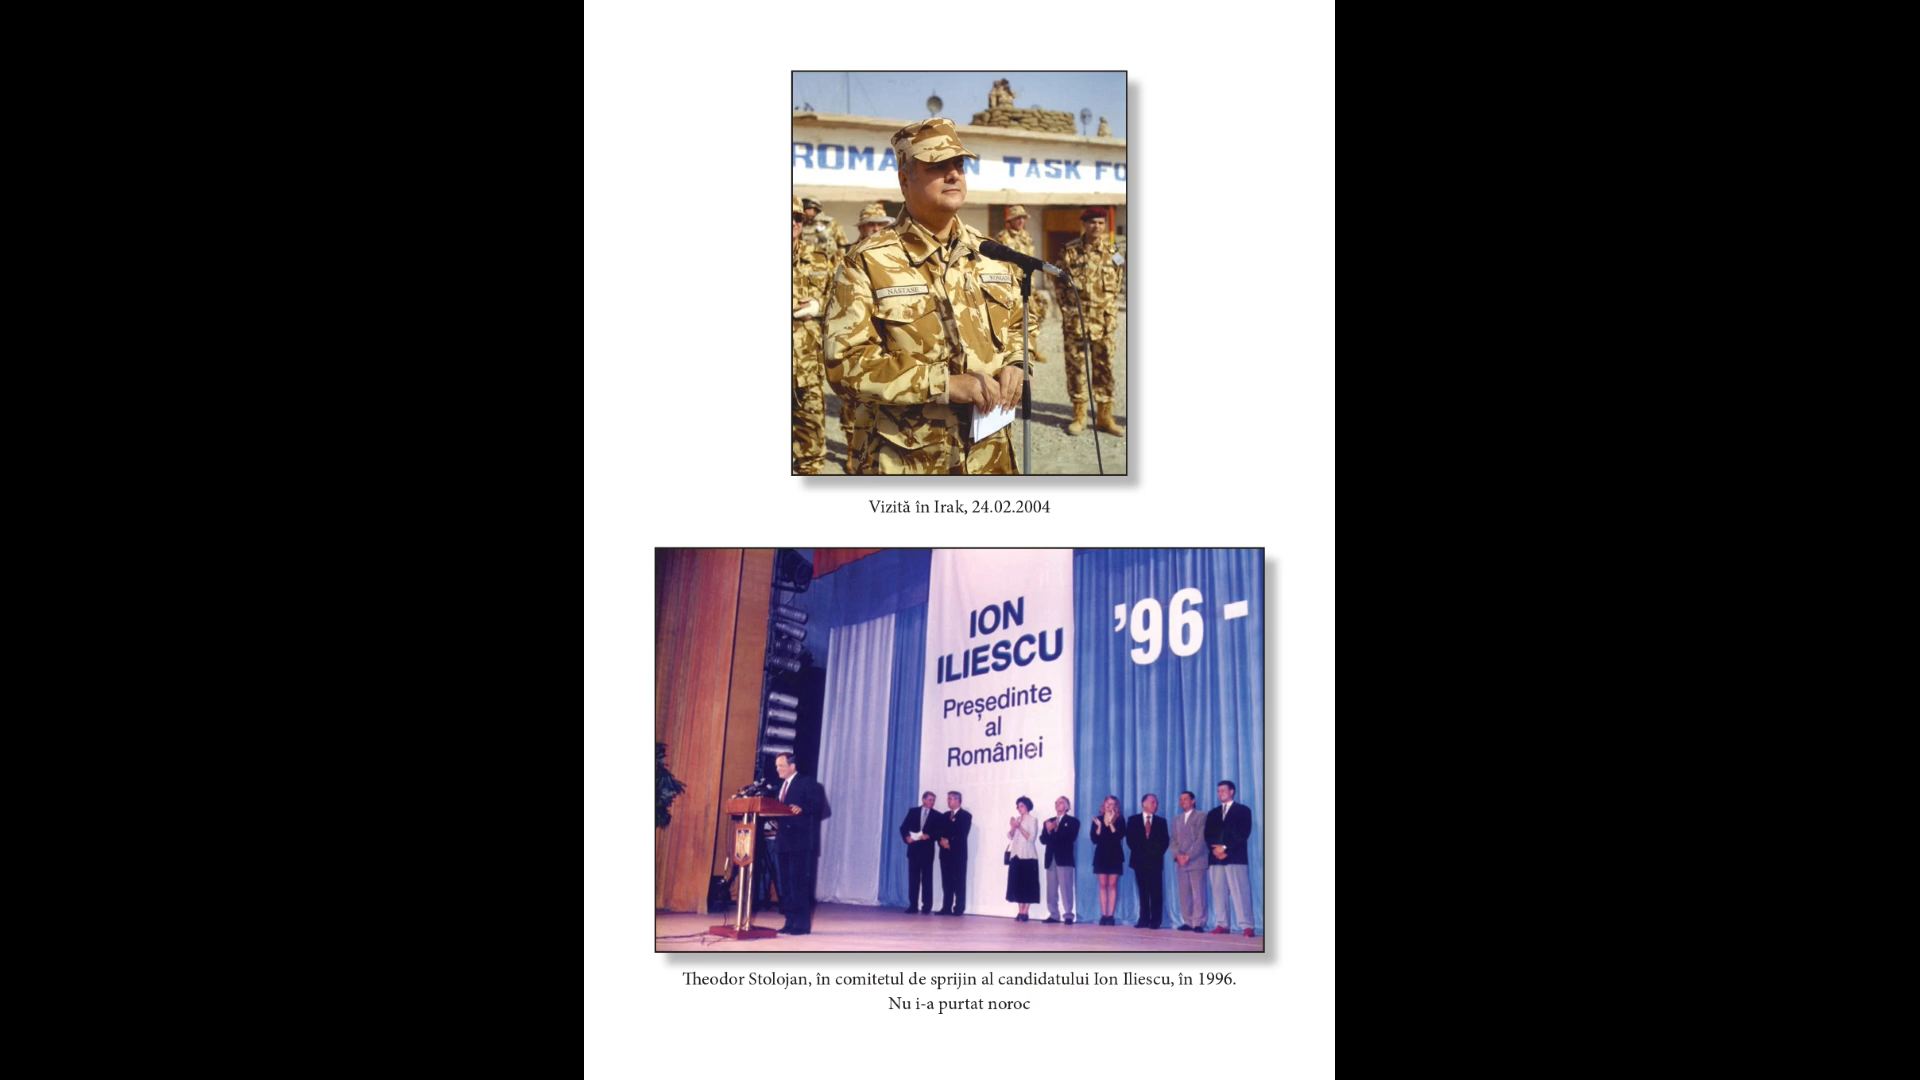 ROMA N TASK FO
NASTASE
Vizită în Irak, 24.02.2004
ION
ILIESCU
Președinte
al
României
'96 -
Theodor Stolojan, în comitetul de sprijin al candidatului Ion Iliescu, în 1996.
Nu i-a purtat noroc